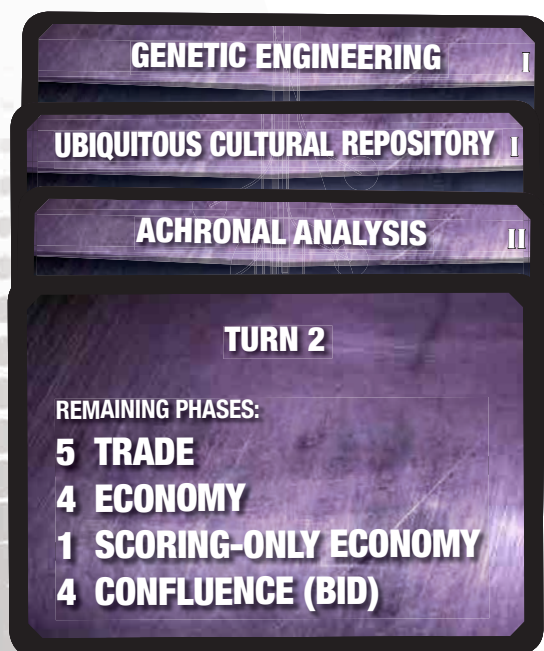 GENETIC ENGINEERING I
UBIQUITOUS CULTURAL REPOSITORY I
ACHRONAL ANALYSIS II
TURN 2
REMAINING PHASES:
5 TRADE
4 ECONOMY
1 SCORING-ONLY ECONOMY
4 CONFLUENCE (BID)